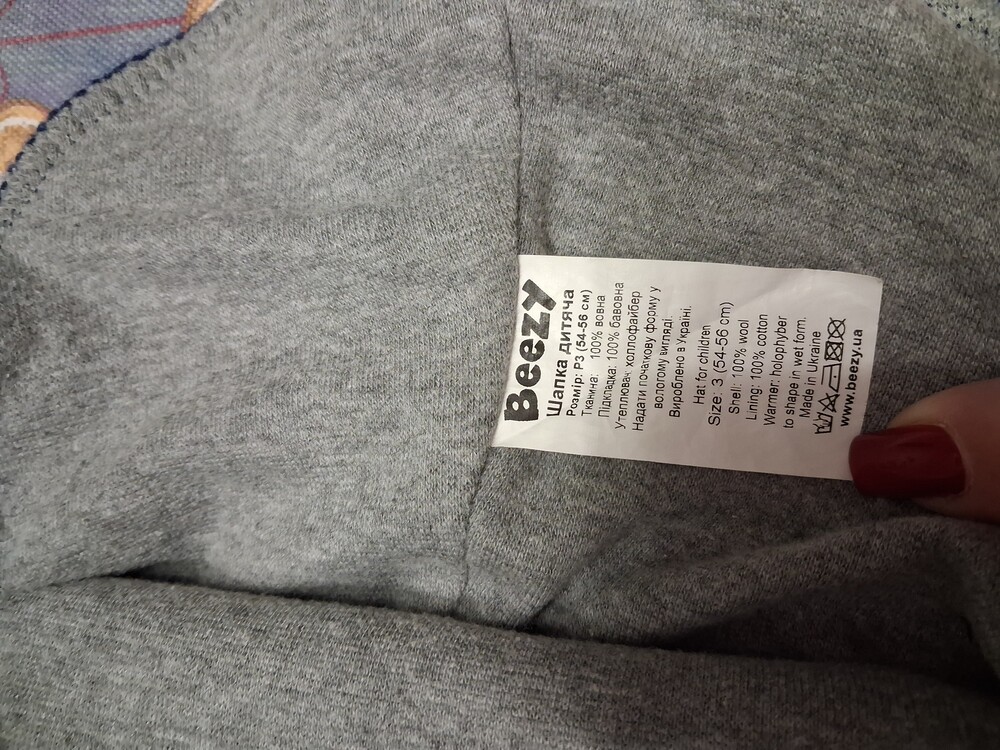 Beezy
Шапка дитяча
Розмір: Р3 (54-56 см)
Тканина: 100% вовна
Підкладка: 100% бавовна
Утеплювач: холлофайбер
Надати початкову форму у
вологому вигляді.
Вироблено в Україні.
Hat for children
Size: 3 (54-56 cm)
Shell: 100% wool
Lining: 100% cotton
Warmer: holophyber
to shape in wet form.
Made in Ukraine
www.beezy.ua